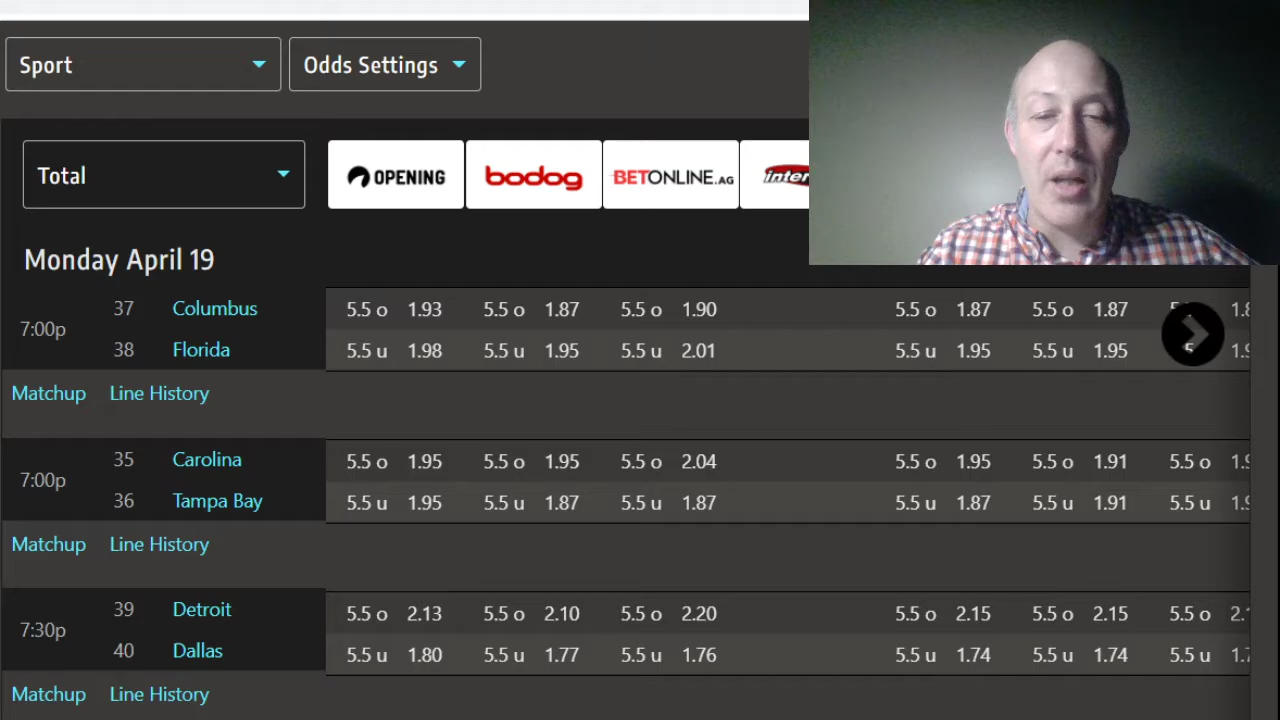 Sport Odds Settings
Total OPENING bodog BETONLINE.AG inter
Monday April 19
7:00p 37 Columbus 5.5 o 1.93 5.5 o 1.87 5.5 o 1.90 5.5 o 1.87 5.5 o 1.87
38 Florida 5.5 u 1.98 5.5 u 1.95 5.5 u 2.01 5.5 u 1.95 5.5 u 1.95
Matchup Line History
7:00p 35 Carolina 5.5 o 1.95 5.5 o 1.95 5.5 o 2.04 5.5 o 1.95 5.5 o 1.91 5.5 o
36 Tampa Bay 5.5 u 1.95 5.5 u 1.87 5.5 u 1.87 5.5 u 1.87 5.5 u 1.91 5.5 u
Matchup Line History
7:30p 39 Detroit 5.5 o 2.13 5.5 o 2.10 5.5 o 2.20 5.5 o 2.15 5.5 o 2.15 5.5 o
40 Dallas 5.5 u 1.80 5.5 u 1.77 5.5 u 1.76 5.5 u 1.74 5.5 u 1.74 5.5 u
Matchup Line History